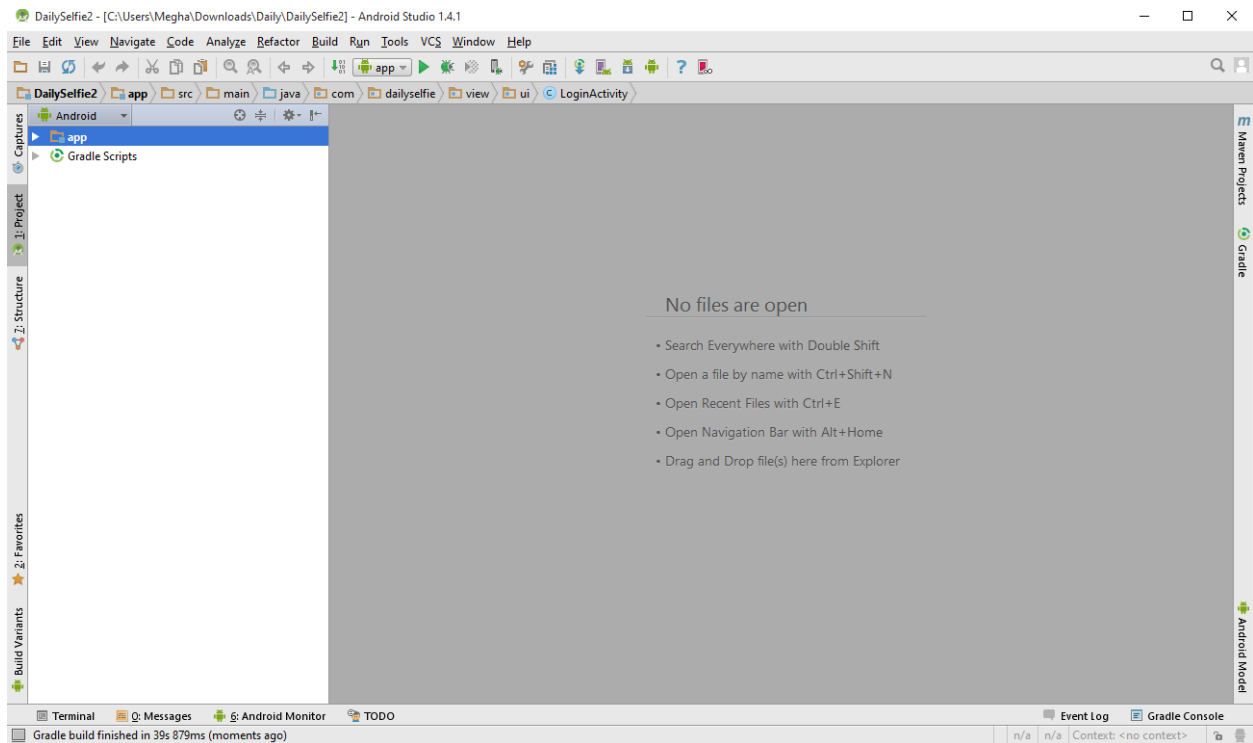 DailySelfie2 - [C:\Users\Megha\Downloads\Daily\DailySelfie2] - Android Studio 1.4.1
File Edit View Navigate Code Analyze Refactor Build Run Tools VCS Window Help
app
DailySelfie2 app src main java com dailyselfie view ui C LoginActivity
Android
app
Gradle Scripts
Captures
1: Project
7: Structure
2: Favorites
Build Variants
No files are open
• Search Everywhere with Double Shift
• Open a file by name with Ctrl+Shift+N
• Open Recent Files with Ctrl+E
• Open Navigation Bar with Alt+Home
• Drag and Drop file(s) here from Explorer
m Maven Projects
Gradle
Android Model
Terminal 0: Messages 6: Android Monitor TODO Event Log Gradle Console
Gradle build finished in 39s 879ms (moments ago) n/a n/a Context: <no context>